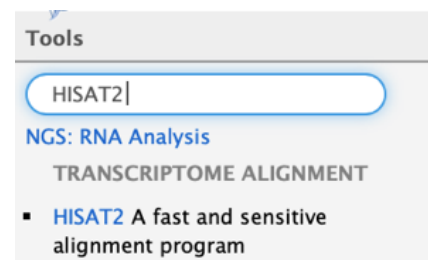 Tools
HISAT2
NGS: RNA Analysis
TRANSCRIPTOME ALIGNMENT
▪ HISAT2 A fast and sensitive
alignment program